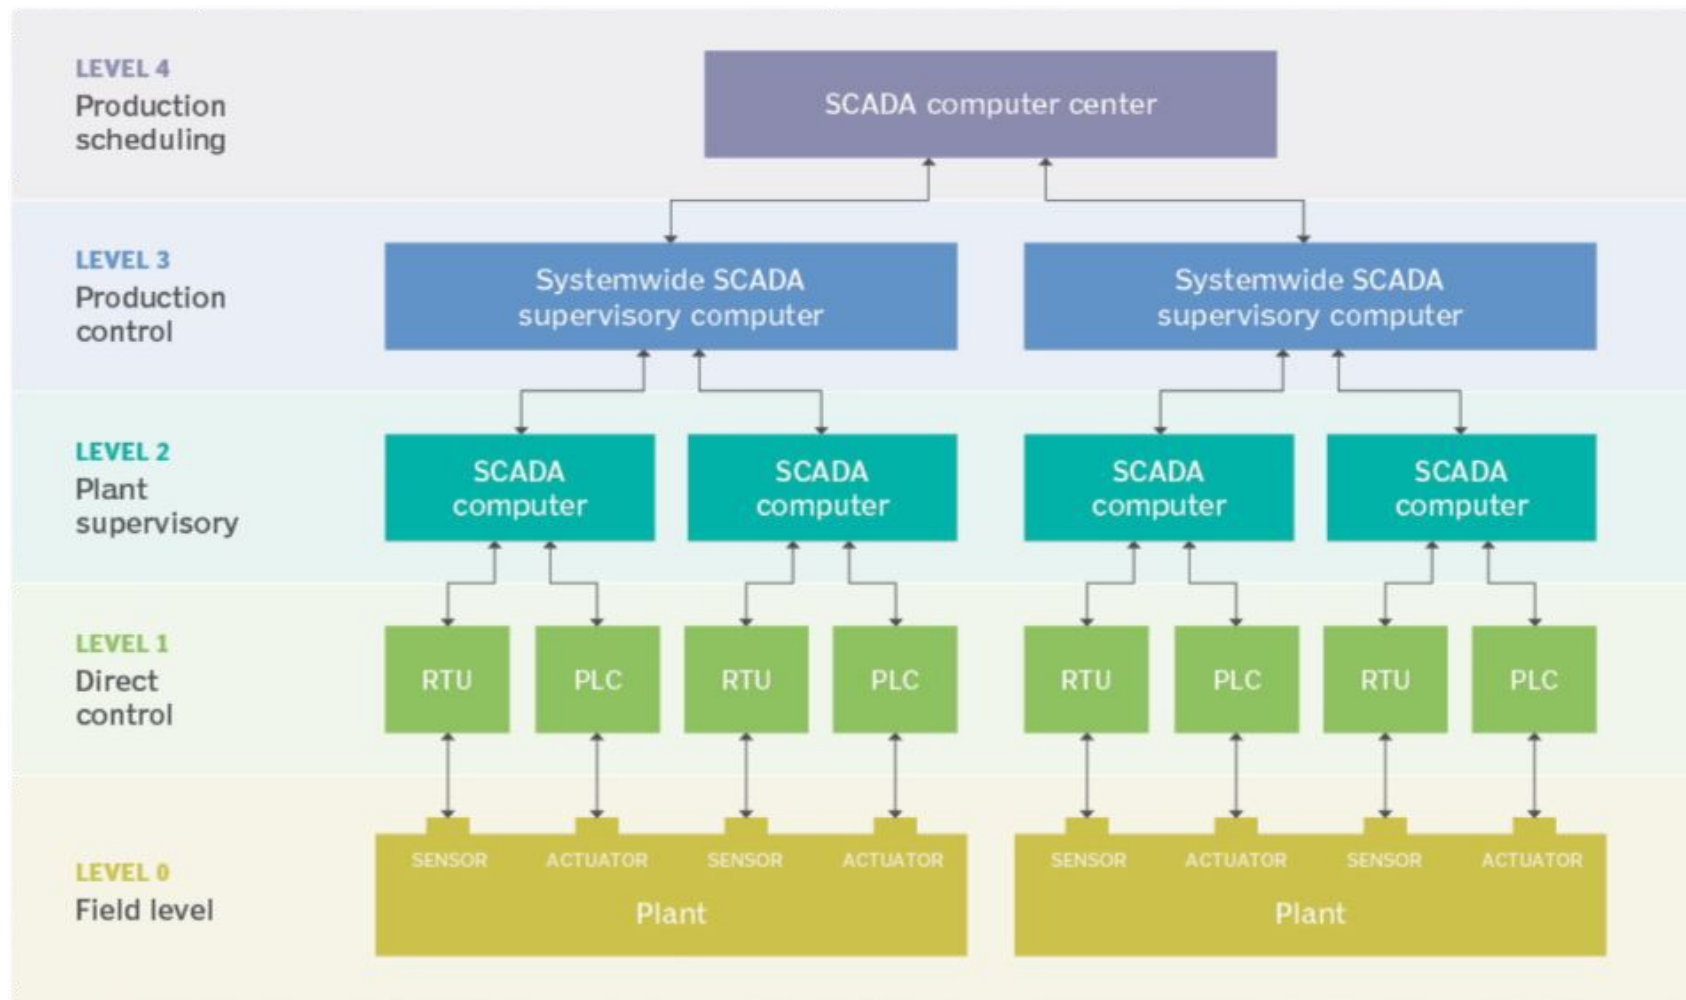 LEVEL 4
Production
scheduling
SCADA computer center
LEVEL 3
Production
control
Systemwide SCADA
supervisory computer
Systemwide SCADA
supervisory computer
LEVEL 2
Plant
supervisory
SCADA
computer
SCADA
computer
SCADA
computer
SCADA
computer
LEVEL 1
Direct
control
RTU
PLC
RTU
PLC
RTU
PLC
RTU
PLC
LEVEL 0
Field level
SENSOR
ACTUATOR
SENSOR
ACTUATOR
Plant
SENSOR
ACTUATOR
SENSOR
ACTUATOR
Plant